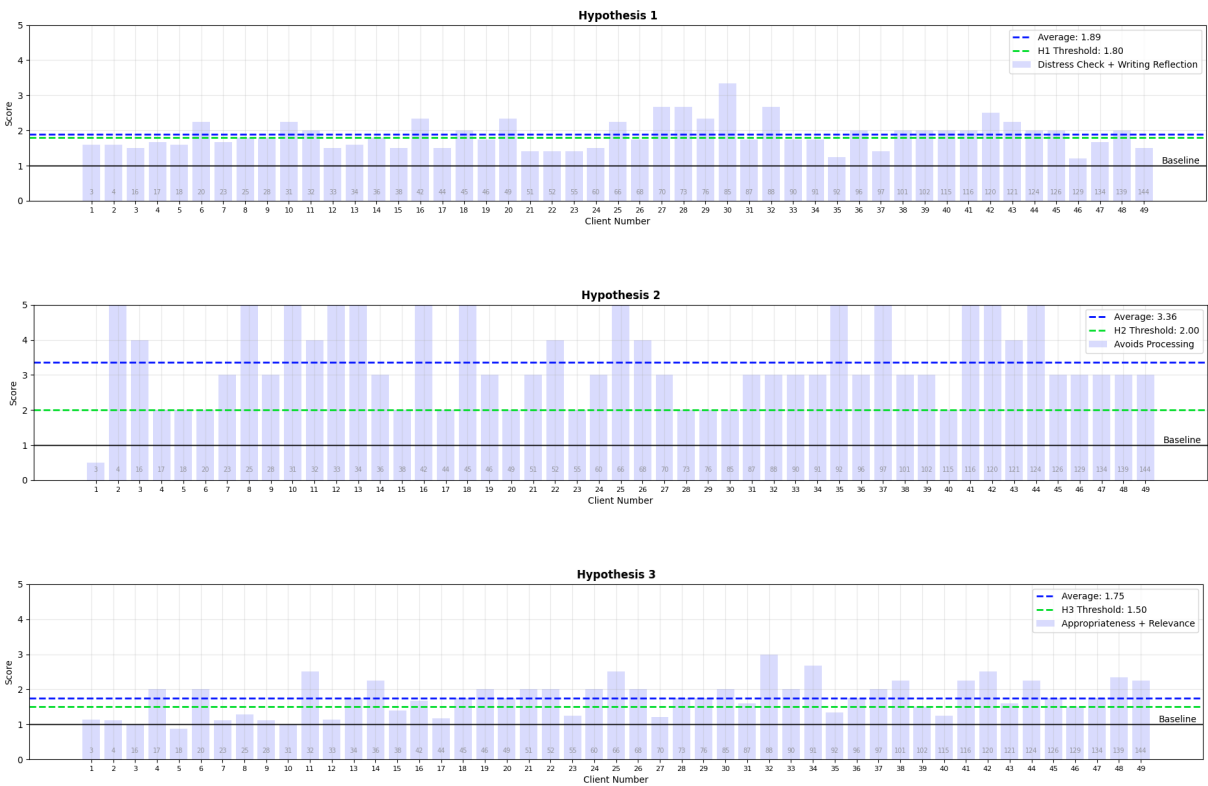 Hypothesis 1
Average: 1.89
H1 Threshold: 1.80
Distress Check + Writing Reflection
Score
5
4
3
2
1
0
Baseline
3 4 16 17 18 20 23 25 28 31 32 33 34 36 38 42 44 45 46 49 51 52 55 60 66 68 70 73 76 85 87 88 90 91 92 96 97 101 102 115 116 120 121 124 126 129 134 139 144
1 2 3 4 5 6 7 8 9 10 11 12 13 14 15 16 17 18 19 20 21 22 23 24 25 26 27 28 29 30 31 32 33 34 35 36 37 38 39 40 41 42 43 44 45 46 47 48 49
Client Number
Hypothesis 2
Average: 3.36
H2 Threshold: 2.00
Avoids Processing
Score
5
4
3
2
1
0
Baseline
3 4 16 17 18 20 23 25 28 31 32 33 34 36 38 42 44 45 46 49 51 52 55 60 66 68 70 73 76 85 87 88 90 91 92 96 97 101 102 115 116 120 121 124 126 129 134 139 144
1 2 3 4 5 6 7 8 9 10 11 12 13 14 15 16 17 18 19 20 21 22 23 24 25 26 27 28 29 30 31 32 33 34 35 36 37 38 39 40 41 42 43 44 45 46 47 48 49
Client Number
Hypothesis 3
Average: 1.75
H3 Threshold: 1.50
Appropriateness + Relevance
Score
5
4
3
2
1
0
Baseline
3 4 16 17 18 20 23 25 28 31 32 33 34 36 38 42 44 45 46 49 51 52 55 60 66 68 70 73 76 85 87 88 90 91 92 96 97 101 102 115 116 120 121 124 126 129 134 139 144
1 2 3 4 5 6 7 8 9 10 11 12 13 14 15 16 17 18 19 20 21 22 23 24 25 26 27 28 29 30 31 32 33 34 35 36 37 38 39 40 41 42 43 44 45 46 47 48 49
Client Number